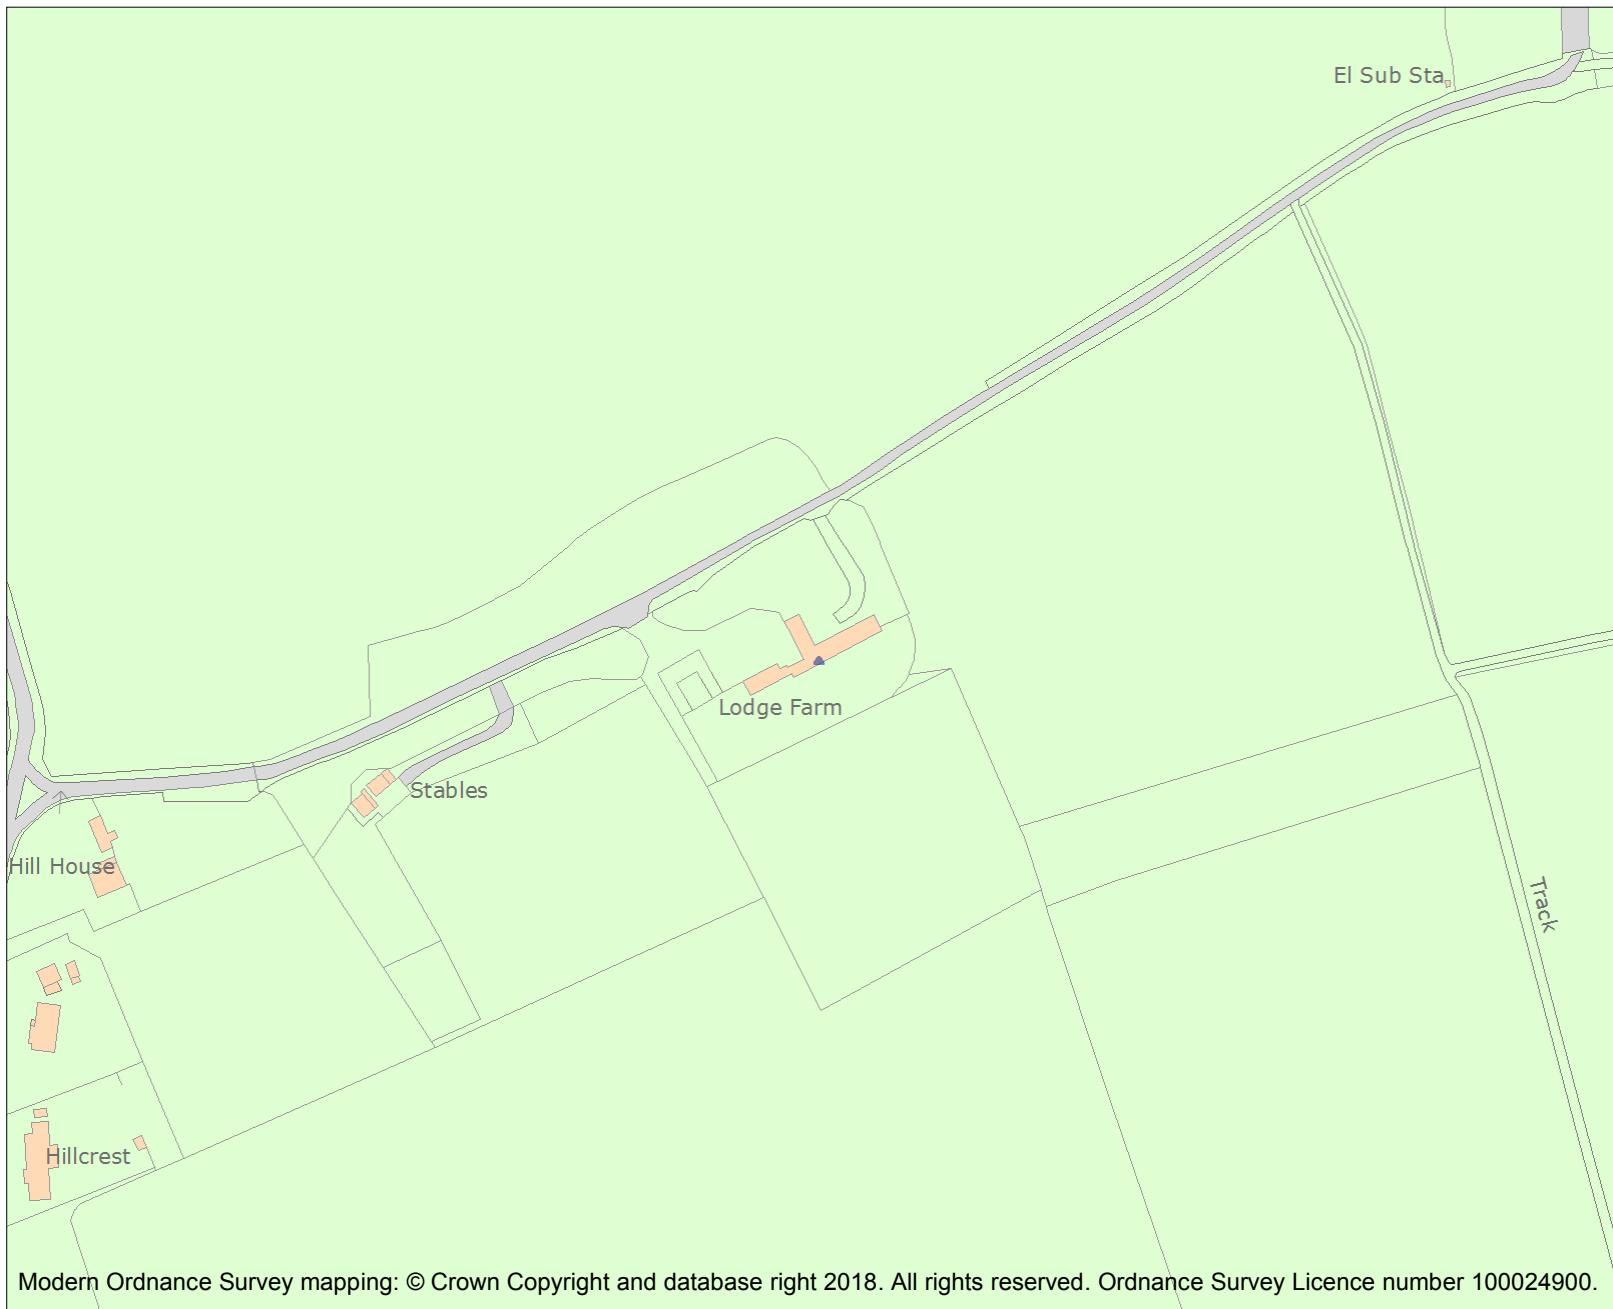 El Sub Sta
Lodge Farm
Stables
Hill House
Track
Hillcrest
Modern Ordnance Survey mapping: © Crown Copyright and database right 2018. All rights reserved. Ordnance Survey Licence number 100024900.